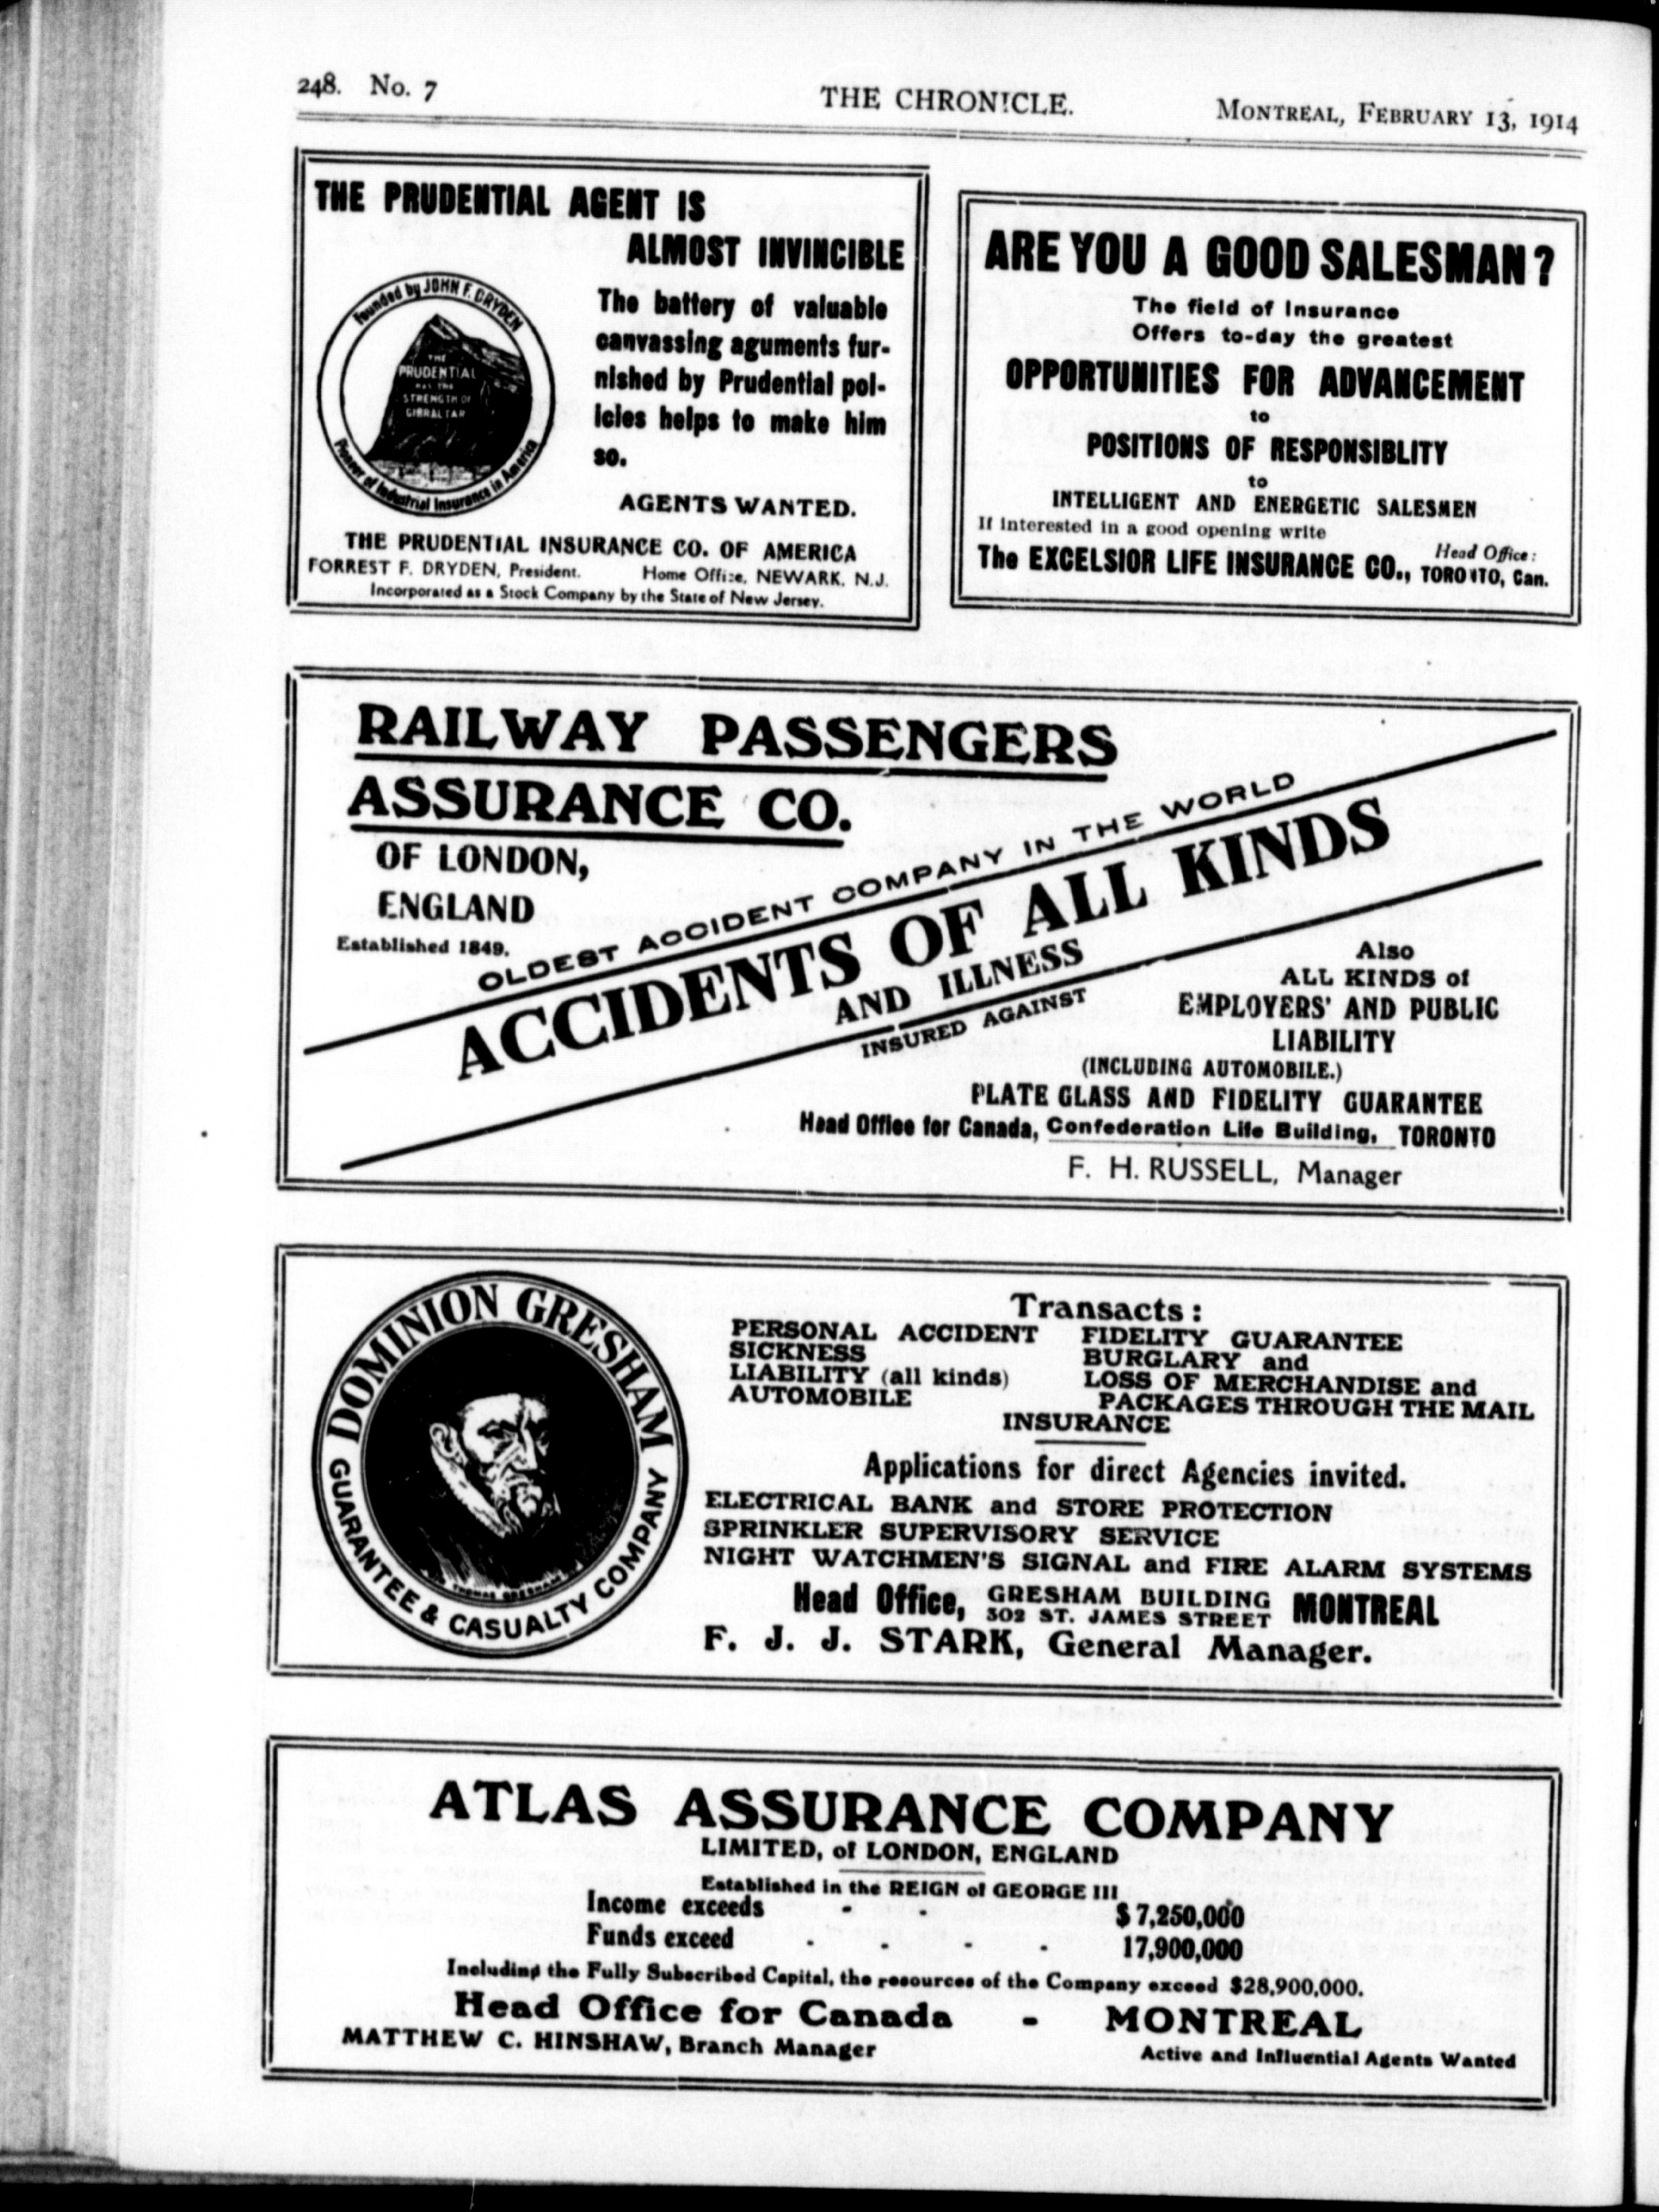 248. No. 7 THE CHRONICLE. MONTREAL, FEBRUARY 13, 1914
THE PRUDENTIAL AGENT IS
ALMOST INVINCIBLE
Founded by JOHN F. DRYDEN
THE
PRUDENTIAL
HAS THE
STRENGTH OF
GIBRALTAR
Pioneer of Industrial Insurance in America
The battery of valuable
canvassing aguments fur-
nished by Prudential pol-
icies helps to make him
so.
AGENTS WANTED.
THE PRUDENTIAL INSURANCE CO. OF AMERICA
FORREST F. DRYDEN, President. Home Office, NEWARK, N.J.
Incorporated as a Stock Company by the State of New Jersey.
ARE YOU A GOOD SALESMAN?
The field of Insurance
Offers to-day the greatest
OPPORTUNITIES FOR ADVANCEMENT
to
POSITIONS OF RESPONSIBLITY
to
INTELLIGENT AND ENERGETIC SALESMEN
If interested in a good opening write
The EXCELSIOR LIFE INSURANCE CO., Head Office: TORONTO, Can.
RAILWAY PASSENGERS
ASSURANCE CO.
OF LONDON,
ENGLAND
Established 1849.
OLDEST ACCIDENT COMPANY IN THE WORLD
ACCIDENTS OF ALL KINDS
AND ILLNESS
INSURED AGAINST
Also
ALL KINDS of
EMPLOYERS' AND PUBLIC
LIABILITY
(INCLUDING AUTOMOBILE.)
PLATE GLASS AND FIDELITY GUARANTEE
Head Office for Canada, Confederation Life Building, TORONTO
F. H. RUSSELL, Manager
DOMINION GRESHAM
GUARANTEE & CASUALTY COMPANY
THOMAS GRESHAM
Transacts:
PERSONAL ACCIDENT FIDELITY GUARANTEE
SICKNESS BURGLARY and
LIABILITY (all kinds) LOSS OF MERCHANDISE and
AUTOMOBILE PACKAGES THROUGH THE MAIL
INSURANCE
Applications for direct Agencies invited.
ELECTRICAL BANK and STORE PROTECTION
SPRINKLER SUPERVISORY SERVICE
NIGHT WATCHMEN'S SIGNAL and FIRE ALARM SYSTEMS
Head Office, GRESHAM BUILDING 302 ST. JAMES STREET MONTREAL
F. J. J. STARK, General Manager.
ATLAS ASSURANCE COMPANY
LIMITED, of LONDON, ENGLAND
Established in the REIGN of GEORGE III
Income exceeds - - $7,250,000
Funds exceed - - - - 17,900,000
Including the Fully Subscribed Capital, the resources of the Company exceed $28,900,000.
Head Office for Canada - MONTREAL
MATTHEW C. HINSHAW, Branch Manager Active and Influential Agents Wanted